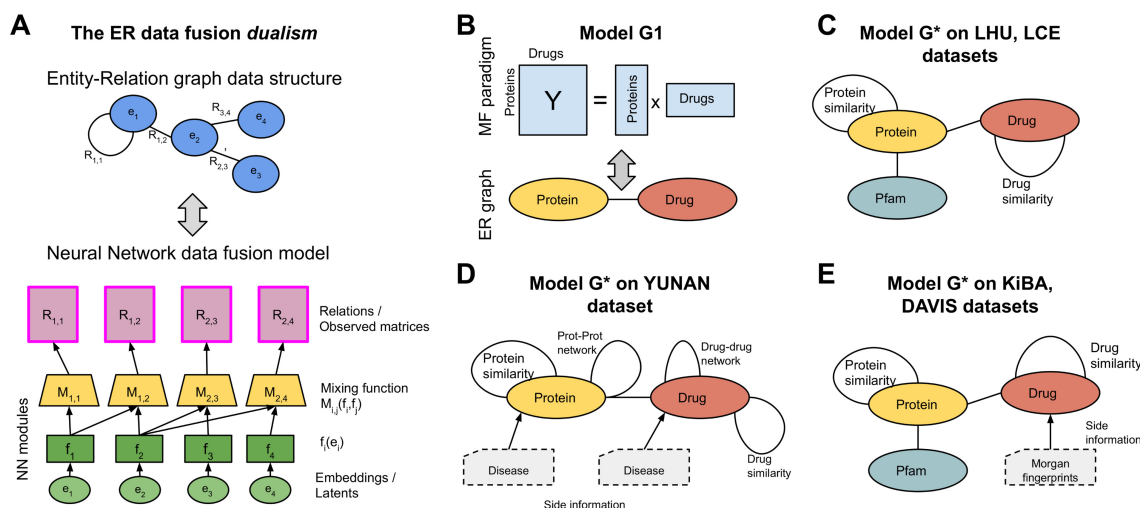 A
The ER data fusion dualism
Entity-Relation graph data structure
e1
R1,1
R1,2
e2
R3,4
e4
R2,3
'
e3
Neural Network data fusion model
R1,1
R1,2
R2,3
R2,4
Relations /
Observed matrices
M1,1
M1,2
M2,3
M2,4
Mixing function
Mi,j(fi,fj)
NN modules
f1
f2
f3
f4
fi(ei)
e1
e2
e3
e4
Embeddings /
Latents
B
Model G1
MF paradigm
Drugs
Proteins
Y
=
Proteins
x
Drugs
ER graph
Protein
Drug
C
Model G* on LHU, LCE
datasets
Protein
similarity
Protein
Drug
Pfam
Drug
similarity
D
Model G* on YUNAN
dataset
Prot-Prot
network
Drug-drug
network
Protein
similarity
Protein
Drug
Disease
Disease
Drug
similarity
Side information
E
Model G* on KiBA,
DAVIS datasets
Protein
similarity
Drug
similarity
Drug
Protein
Side
information
Pfam
Morgan
fingerprints